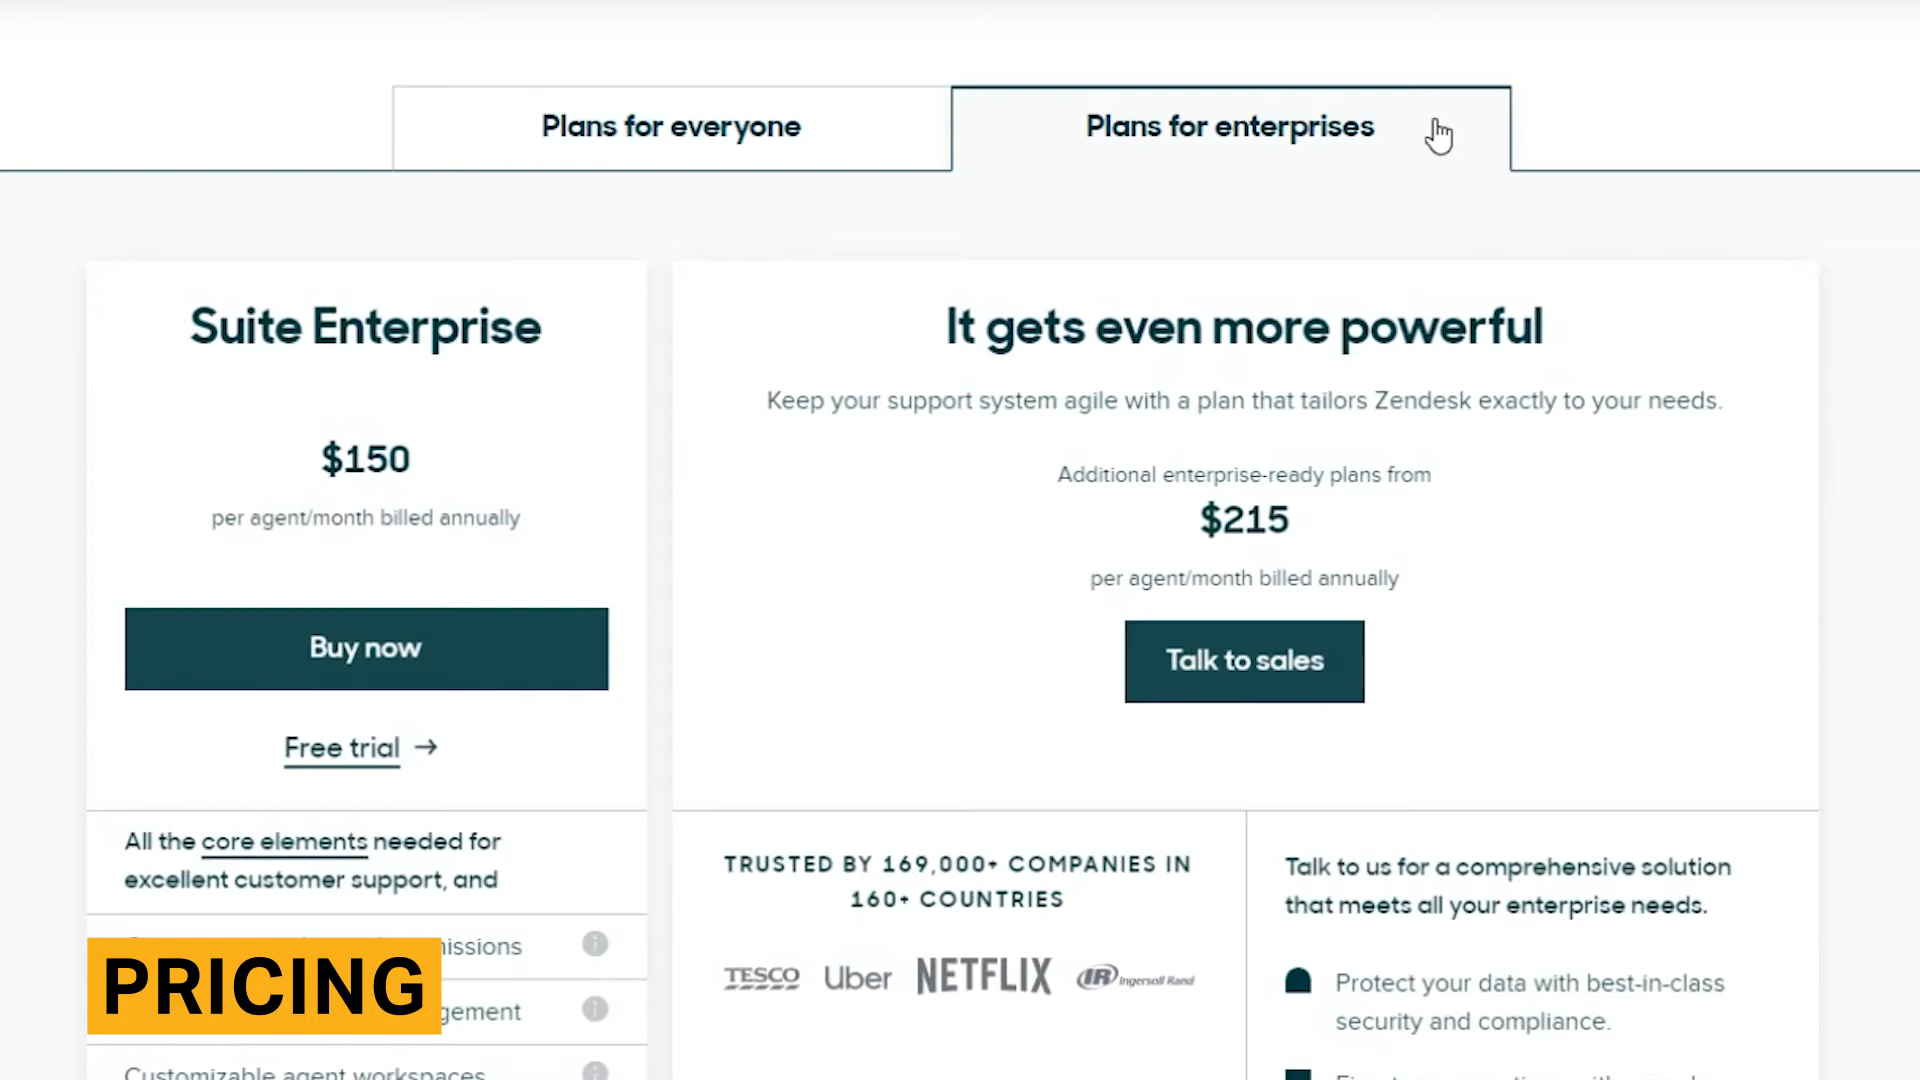 Plans for everyone
Plans for enterprises
Suite Enterprise
$150
per agent/month billed annually
Buy now
Free trial →
All the core elements needed for
excellent customer support, and
missions
gement
Customizable agent workspaces
PRICING
It gets even more powerful
Keep your support system agile with a plan that tailors Zendesk exactly to your needs.
Additional enterprise-ready plans from
$215
per agent/month billed annually
Talk to sales
TRUSTED BY 169,000+ COMPANIES IN
160+ COUNTRIES
TESCO Uber NETFLIX IR Ingersoll Rand
Talk to us for a comprehensive solution
that meets all your enterprise needs.
Protect your data with best-in-class
security and compliance.